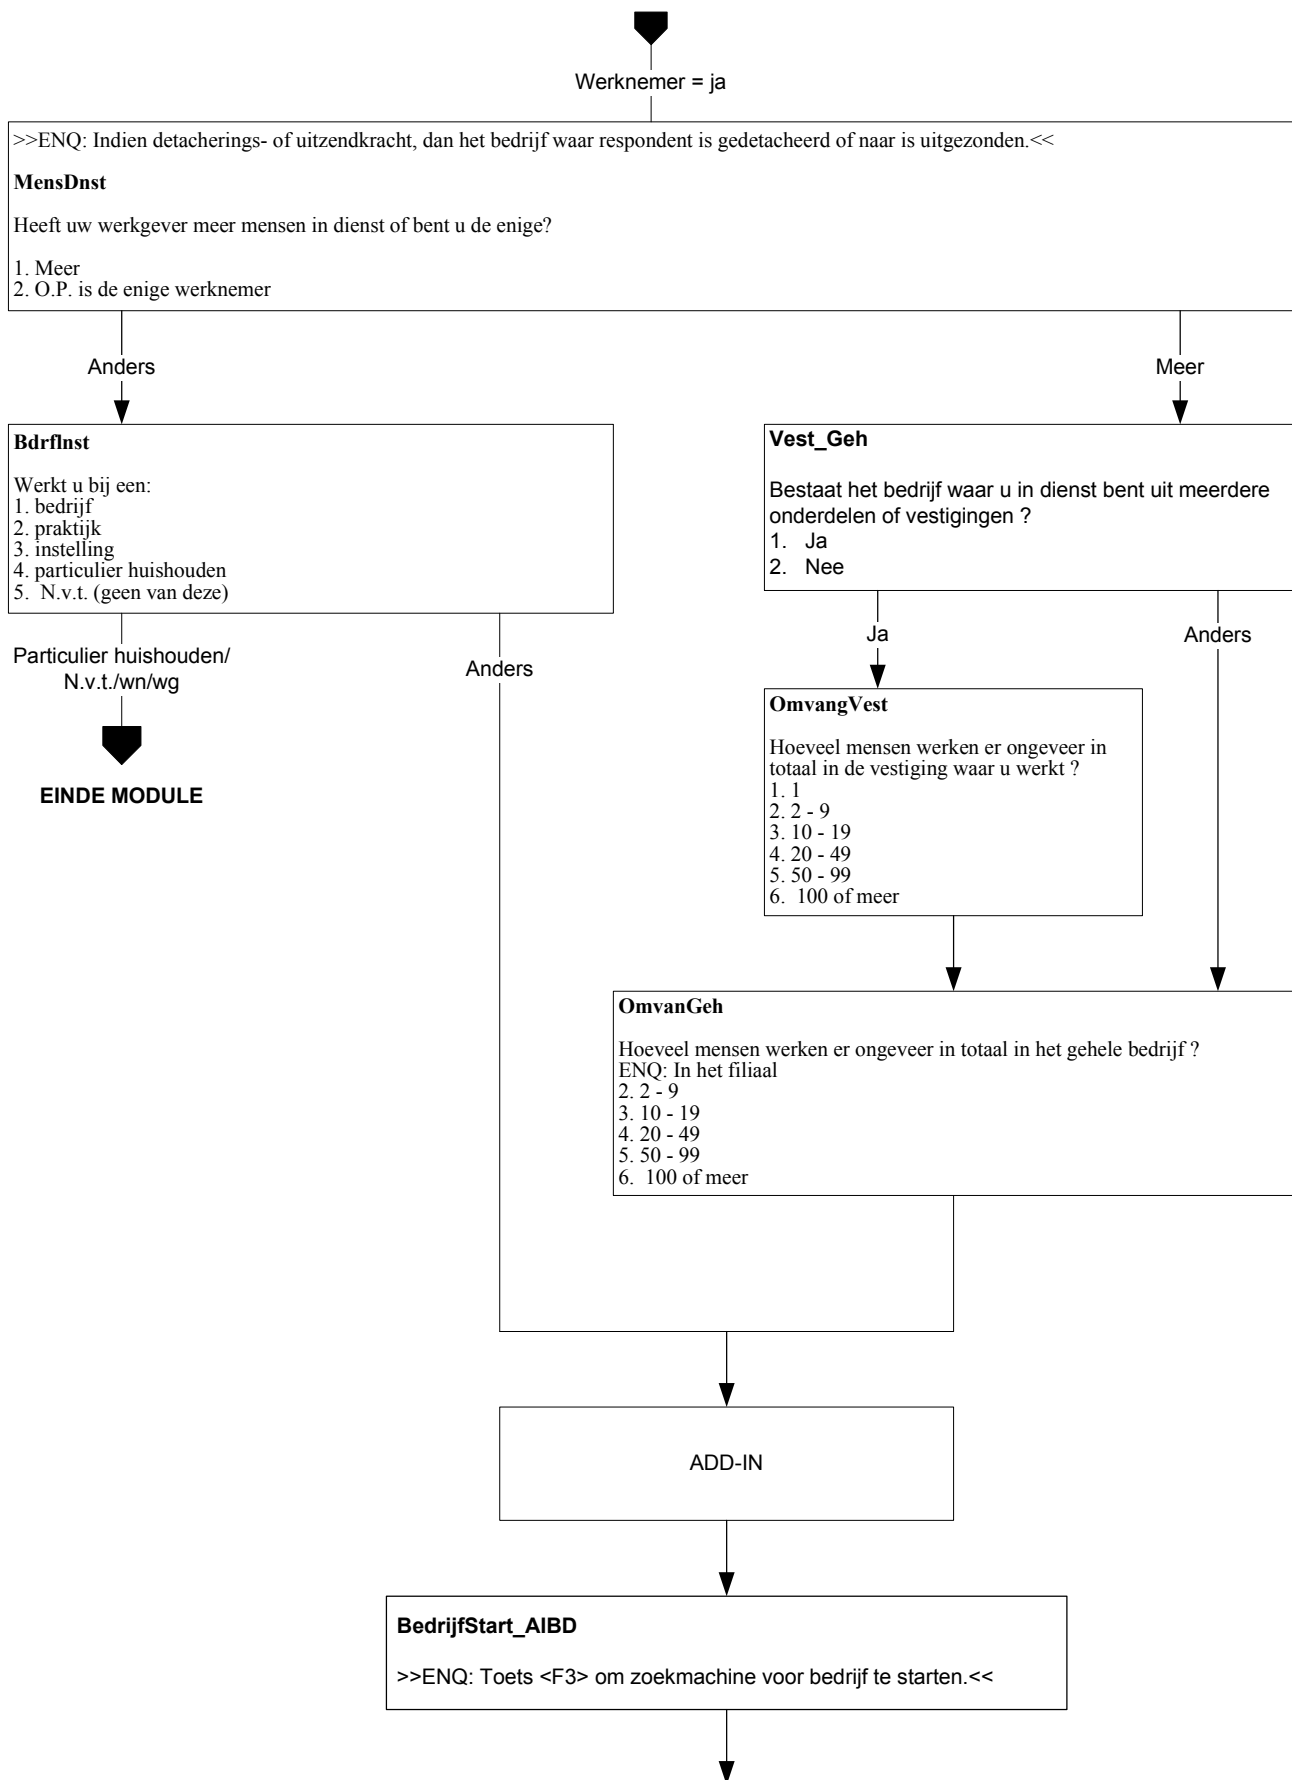 Werknemer = ja
>>ENQ: Indien detacherings- of uitzendkracht, dan het bedrijf waar respondent is gedetacheerd of naar is uitgezonden.<<
MensDnst
Heeft uw werkgever meer mensen in dienst of bent u de enige?
1. Meer
2. O.P. is de enige werknemer
Anders
Meer
BdrfInst
Werkt u bij een:
1. bedrijf
2. praktijk
3. instelling
4. particulier huishouden
5.  N.v.t. (geen van deze)
Vest_Geh
Bestaat het bedrijf waar u in dienst bent uit meerdere
onderdelen of vestigingen ?
1.   Ja
2.   Nee
Particulier huishouden/
N.v.t./wn/wg
Anders
Ja
Anders
EINDE MODULE
OmvangVest
Hoeveel mensen werken er ongeveer in
totaal in de vestiging waar u werkt ?
1. 1
2. 2 - 9
3. 10 - 19
4. 20 - 49
5. 50 - 99
6.  100 of meer
OmvanGeh
Hoeveel mensen werken er ongeveer in totaal in het gehele bedrijf ?
ENQ: In het filiaal
2. 2 - 9
3. 10 - 19
4. 20 - 49
5. 50 - 99
6.  100 of meer
ADD-IN
BedrijfStart_AIBD
>>ENQ: Toets <F3> om zoekmachine voor bedrijf te starten.<<